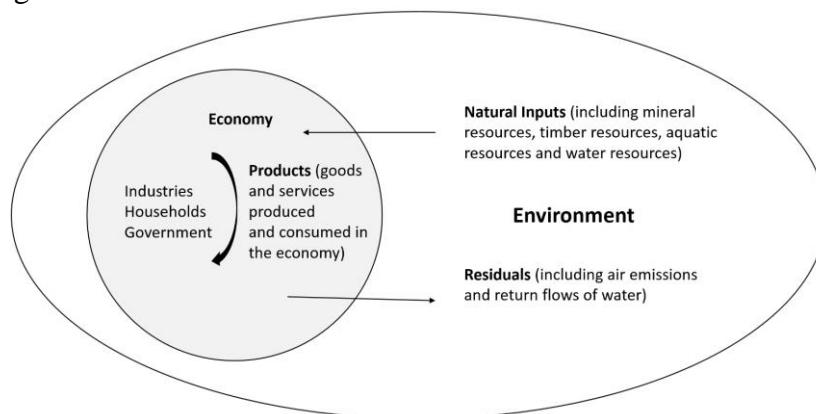 Economy
Industries
Households
Government
Products (goods
and services
produced
and consumed in
the economy)
Natural Inputs (including mineral
resources, timber resources, aquatic
resources and water resources)
Environment
Residuals (including air emissions
and return flows of water)